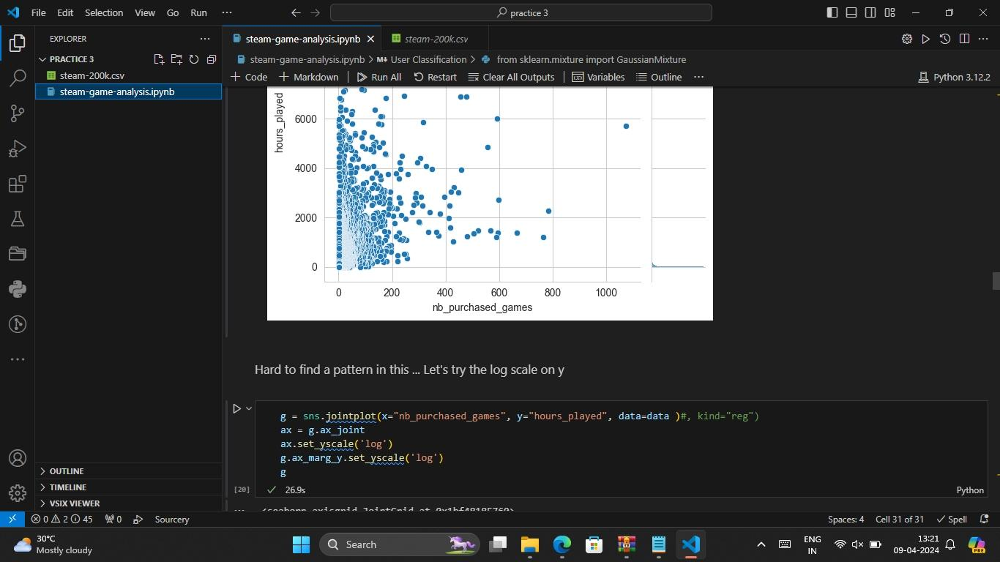 File Edit Selection View Go Run ···
practice 3
EXPLORER
PRACTICE 3
steam-200k.csv
steam-game-analysis.ipynb
OUTLINE
TIMELINE
VSIX VIEWER
steam-game-analysis.ipynb
steam-200k.csv
steam-game-analysis.ipynb > M↓ User Classification > from sklearn.mixture import GaussianMixture
+ Code + Markdown | Run All Restart Clear All Outputs | Variables Outline ···
Python 3.12.2
hours_played
6000
4000
2000
0
0 200 400 600 800 1000
nb_purchased_games
Hard to find a pattern in this ... Let's try the log scale on y
g = sns.jointplot(x="nb_purchased_games", y="hours_played", data=data )#, kind="reg")
ax = g.ax_joint
ax.set_yscale('log')
g.ax_marg_y.set_yscale('log')
g
[20] 26.9s
Python
<seaborn.axisgrid.JointGrid at 0x1bf48185760>
0 2 45 0 Sourcery
Spaces: 4 Cell 31 of 31 Spell
30°C
Mostly cloudy
Search
ENG
IN
13:21
09-04-2024
PRE